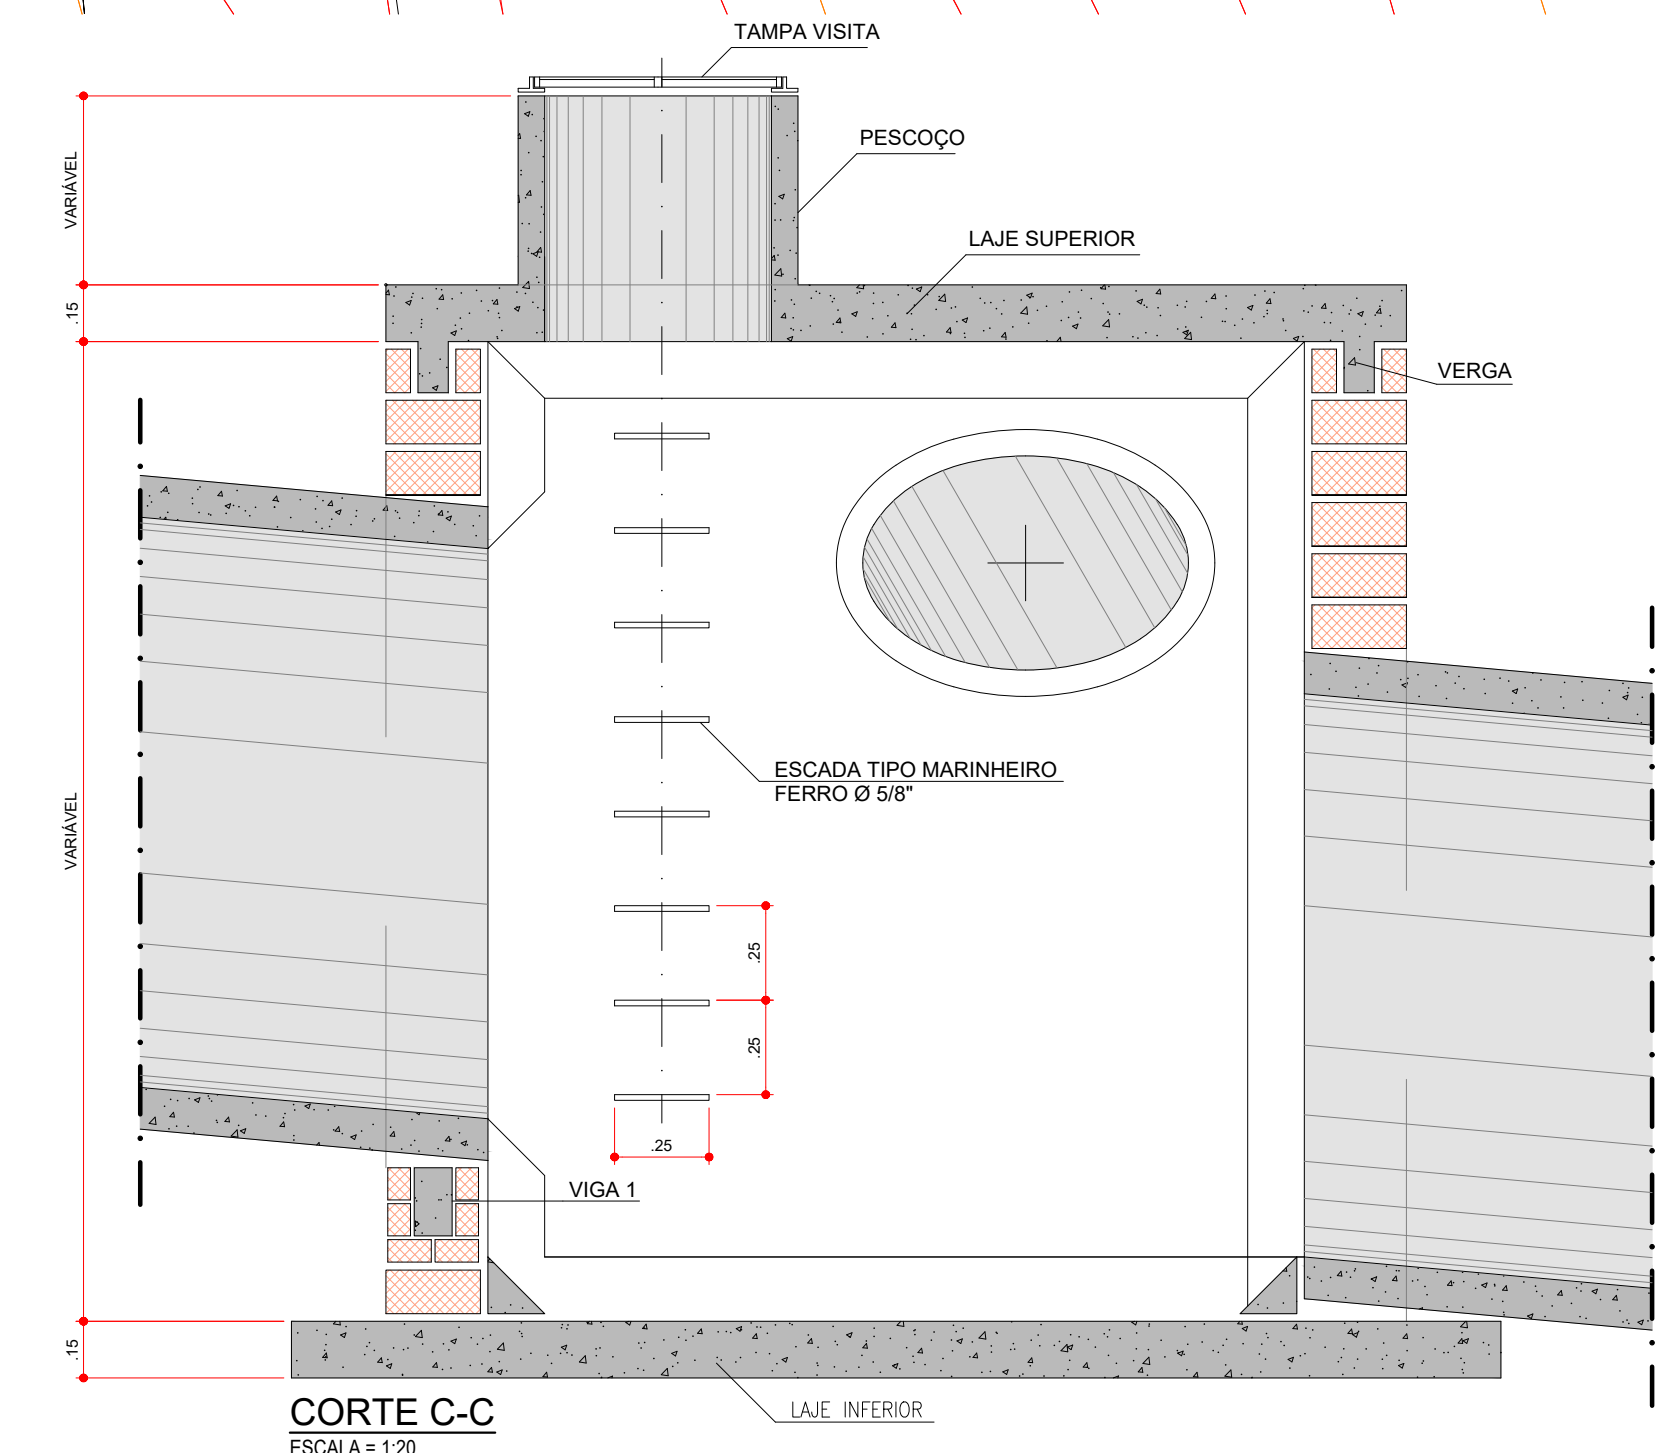 TAMPA VISITA
PESCOÇO
VARIÁVEL
LAJE SUPERIOR
.15
VERGA
ESCADA TIPO MARINHEIRO
FERRO Ø 5/8"
VARIÁVEL
.25
.25
.25
VIGA 1
.15
LAJE INFERIOR
CORTE C-C
ESCALA = 1:20